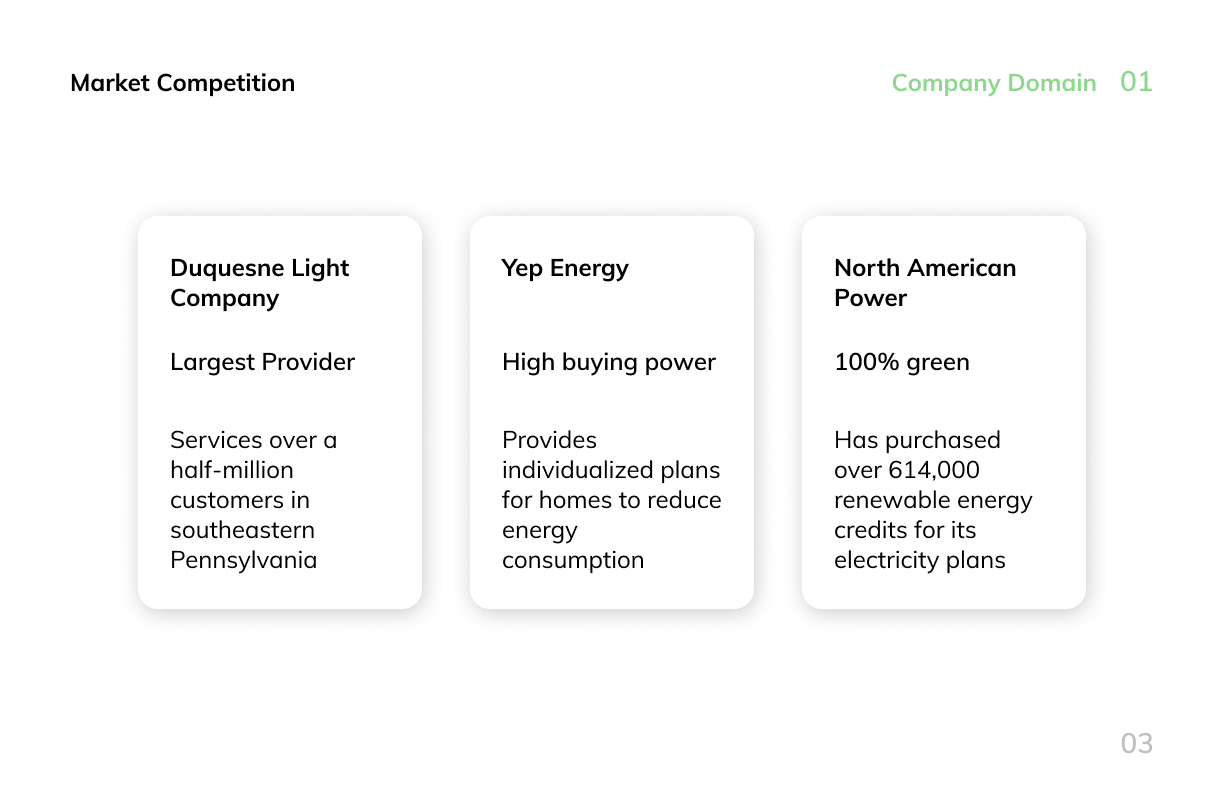 Market Competition
Company Domain 01
Duquesne Light
Company
Largest Provider
Services over a
half-million
customers in
southeastern
Pennsylvania
Yep Energy
High buying power
Provides
individualized plans
for homes to reduce
energy
consumption
North American
Power
100% green
Has purchased
over 614,000
renewable energy
credits for its
electricity plans
03